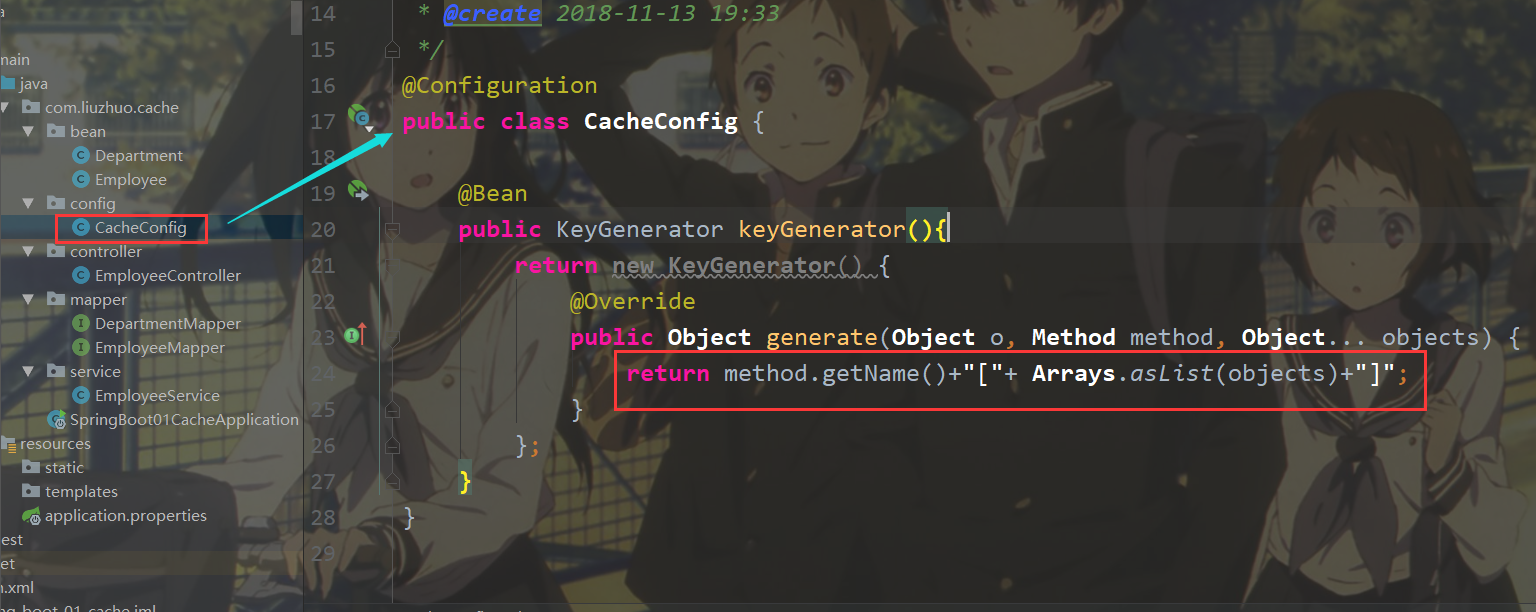 main
java
com.liuzhuo.cache
bean
Department
Employee
config
CacheConfig
controller
EmployeeController
mapper
DepartmentMapper
EmployeeMapper
service
EmployeeService
SpringBoot01CacheApplication
resources
static
templates
application.properties
est
et
.xml
14 * @create 2018-11-13 19:33
15 */
16 @Configuration
17 public class CacheConfig {
18
19 @Bean
20 public KeyGenerator keyGenerator(){
21 return new KeyGenerator() {
22 @Override
23 public Object generate(Object o, Method method, Object... objects) {
24 return method.getName()+"["+ Arrays.asList(objects)+"]";
25 }
26 };
27 }
28 }
29